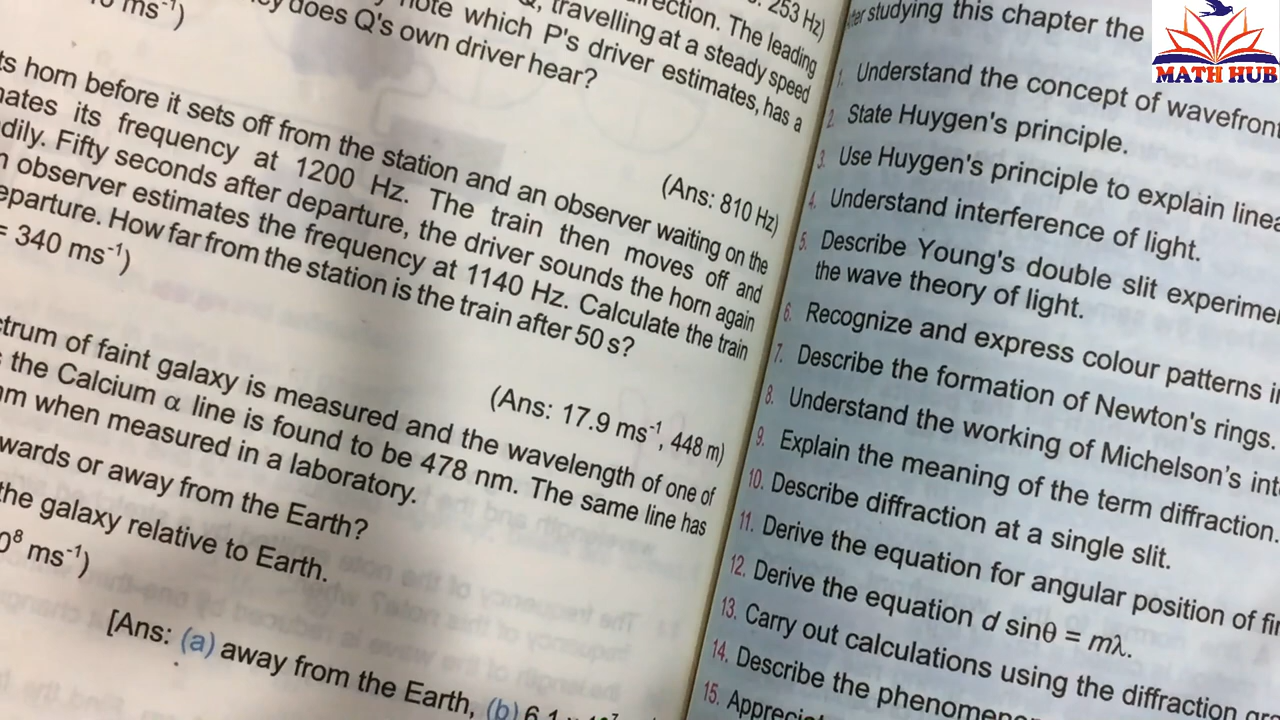 253 Hz)
ection. The leading
travelling at a steady speed
note which P's driver estimates, has a
does Q's own driver hear?
ms⁻¹)
(Ans: 810 Hz)
horn before it sets off from the station and an observer waiting on the
its frequency at 1200 Hz. The train then moves off and
Fifty seconds after departure, the driver sounds the horn again
observer estimates the frequency at 1140 Hz. Calculate the train
How far from the station is the train after 50 s?
= 340 ms⁻¹)
(Ans: 17.9 ms⁻¹, 448 m)
ctrum of faint galaxy is measured and the wavelength of one of
the Calcium α line is found to be 478 nm. The same line has
when measured in a laboratory.
wards or away from the Earth?
the galaxy relative to Earth.
0⁸ ms⁻¹)
[Ans: (a) away from the Earth, (b) 6.1
studying this chapter the
1. Understand the concept of wavefront
2. State Huygen's principle.
3. Use Huygen's principle to explain linea
4. Understand interference of light.
5. Describe Young's double slit experime
the wave theory of light.
6. Recognize and express colour patterns i
7. Describe the formation of Newton's rings.
8. Understand the working of Michelson's int
9. Explain the meaning of the term diffraction.
10. Describe diffraction at a single slit.
11. Derive the equation for angular position of fi
12. Derive the equation d sinθ = mλ.
13. Carry out calculations using the diffraction gr
14. Describe the phenomen
15. Appreciat
MATH HUB